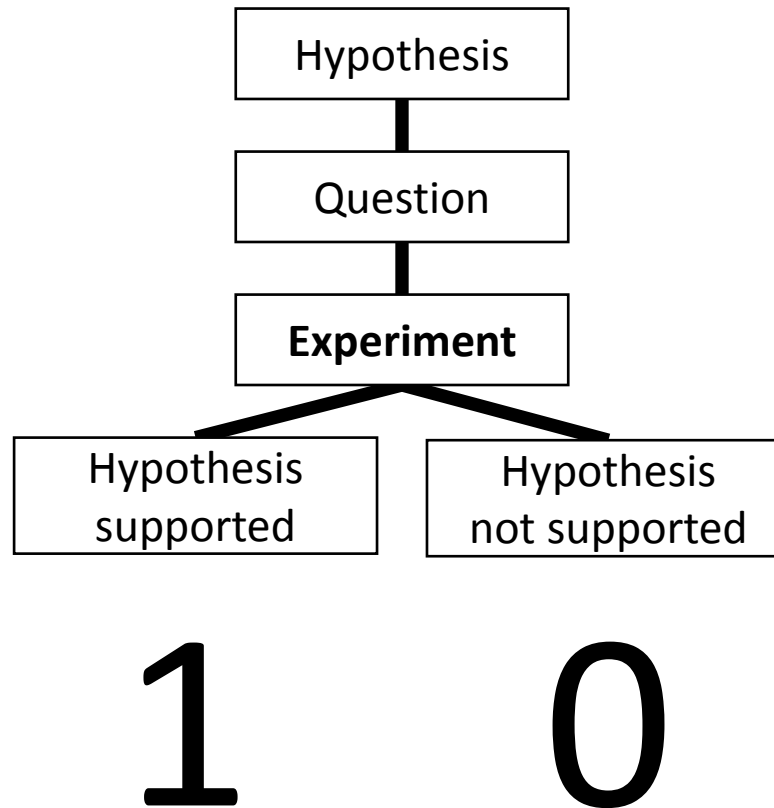 Hypothesis
Question
Experiment
Hypothesis
supported
Hypothesis
not supported
1
0